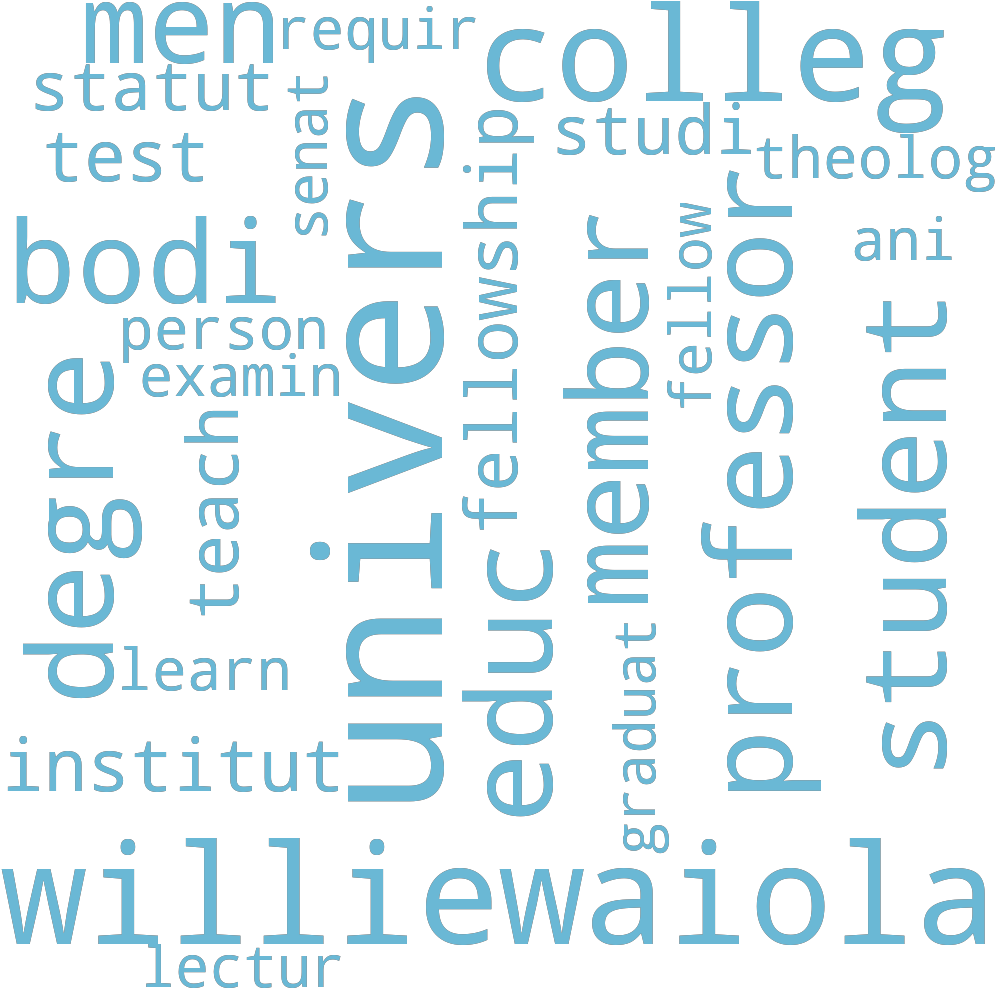 men
requir
colleg
statut
senat
test
studi
theolog
univers
fellowship
bodi
member
fellow
professor
ani
person
examin
student
degre
teach
educ
graduat
learn
institut
williewaiola
lectur